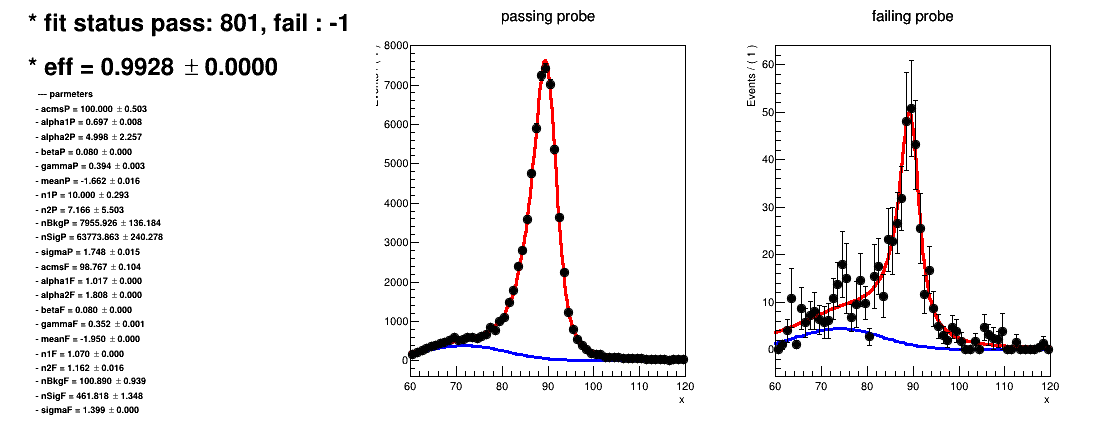 * fit status pass: 801, fail : -1
* eff = 0.9928 ± 0.0000
--- parmeters
- acmsP = 100.000 ± 0.503
- alpha1P = 0.697 ± 0.008
- alpha2P = 4.998 ± 2.257
- betaP = 0.080 ± 0.000
- gammaP = 0.394 ± 0.003
- meanP = -1.662 ± 0.016
- n1P = 10.000 ± 0.293
- n2P = 7.166 ± 5.503
- nBkgP = 7955.926 ± 136.184
- nSigP = 63773.863 ± 240.278
- sigmaP = 1.748 ± 0.015
- acmsF = 98.767 ± 0.104
- alpha1F = 1.017 ± 0.000
- alpha2F = 1.808 ± 0.000
- betaF = 0.080 ± 0.000
- gammaF = 0.352 ± 0.001
- meanF = -1.950 ± 0.000
- n1F = 1.070 ± 0.000
- n2F = 1.162 ± 0.016
- nBkgF = 100.890 ± 0.939
- nSigF = 461.818 ± 1.348
- sigmaF = 1.399 ± 0.000
passing probe
8000
7000
6000
5000
4000
3000
2000
1000
0
60 70 80 90 100 110 120
x
failing probe
Events / ( 1 )
60
50
40
30
20
10
0
60 70 80 90 100 110 120
x